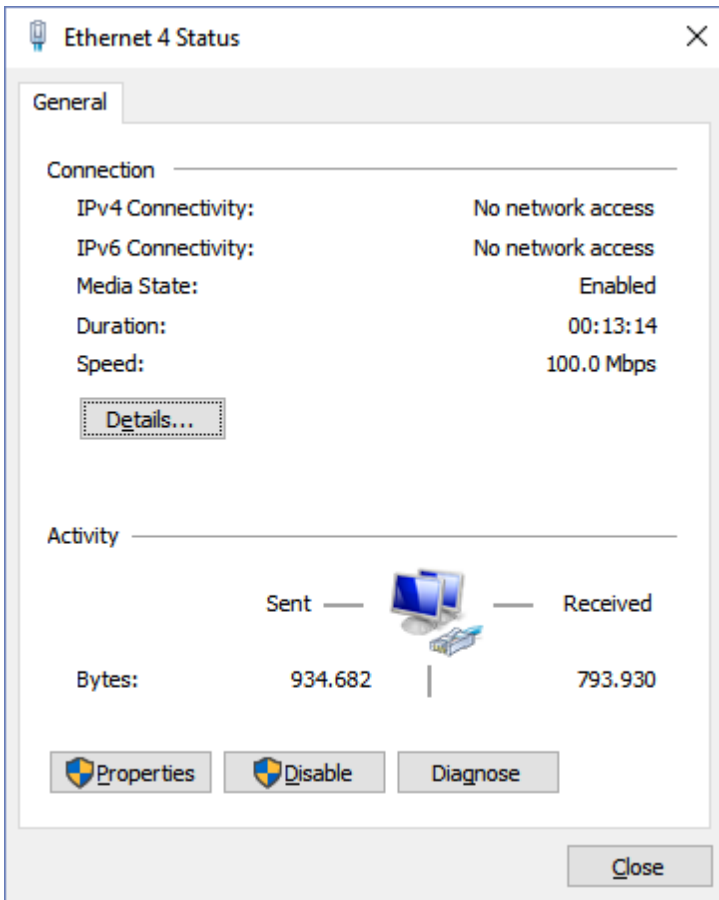 Ethernet 4 Status
General
Connection
IPv4 Connectivity: No network access
IPv6 Connectivity: No network access
Media State: Enabled
Duration: 00:13:14
Speed: 100.0 Mbps
Details...
Activity
Sent Received
Bytes: 934.682 793.930
Properties Disable Diagnose
Close